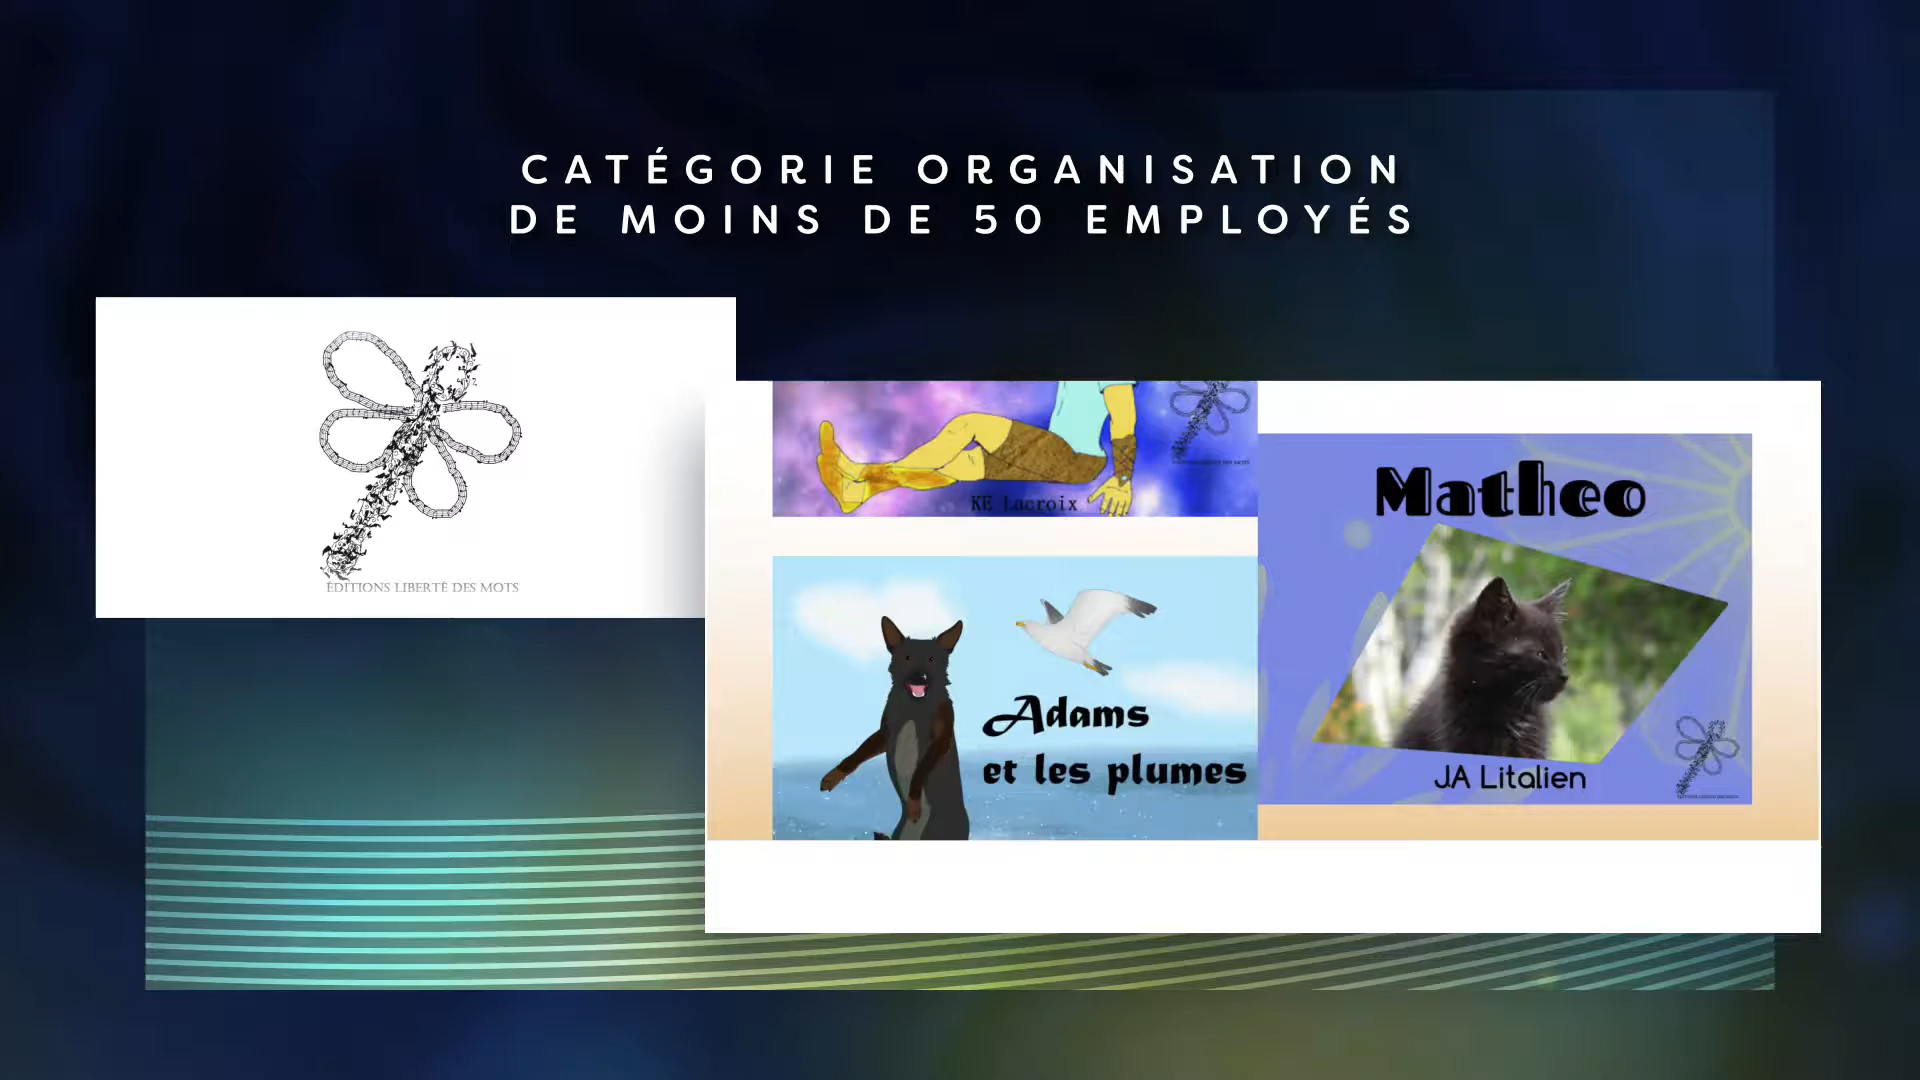 CATÉGORIE ORGANISATION
DE MOINS DE 50 EMPLOYÉS
ÉDITIONS LIBERTÉ DES MOTS
KE Lacroix
Adams
et les plumes
Matheo
JA Litalien